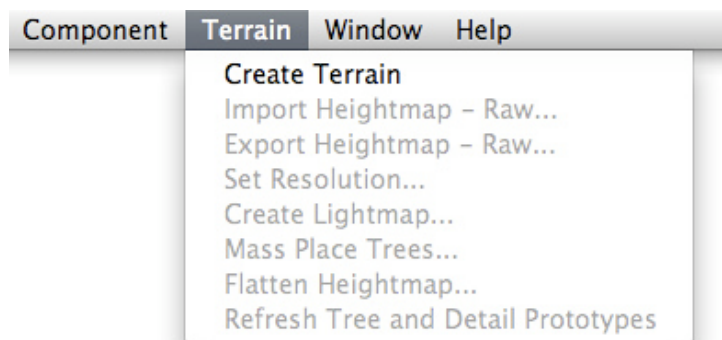 Component Terrain Window Help
Create Terrain
Import Heightmap – Raw...
Export Heightmap – Raw...
Set Resolution...
Create Lightmap...
Mass Place Trees...
Flatten Heightmap...
Refresh Tree and Detail Prototypes